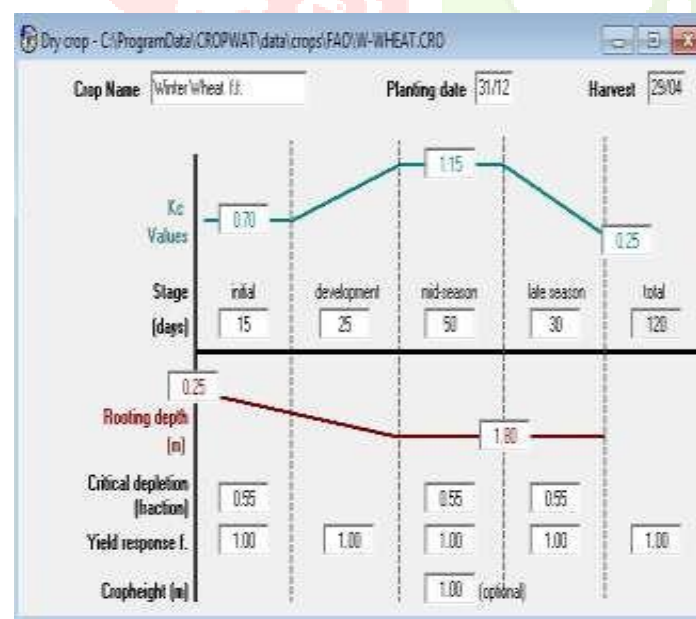 Dry crop - C:\ProgramData\CROPWAT\data\crops\FAO\W-WHEAT.CRO
Crop Name Winter Wheat f.f. Planting date 31/12 Harvest 29/04
1.15
Kc
Values
0.70
0.25
Stage initial development mid-season late season total
(days) 15 25 50 30 120
0.25
Rooting depth
(m)
1.80
Critical depletion
(fraction)
0.55 0.55 0.55
Yield response f. 1.00 1.00 1.00 1.00 1.00
Cropheight (m) 1.00 (optional)